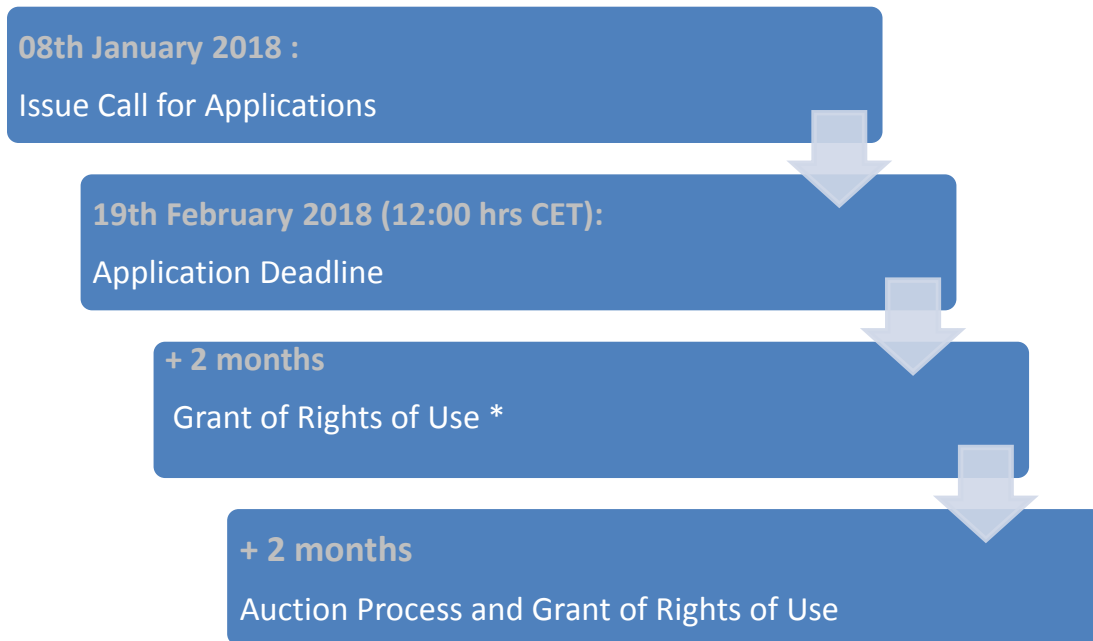 08th January 2018 :
Issue Call for Applications
19th February 2018 (12:00 hrs CET):
Application Deadline
+ 2 months
Grant of Rights of Use *
+ 2 months
Auction Process and Grant of Rights of Use